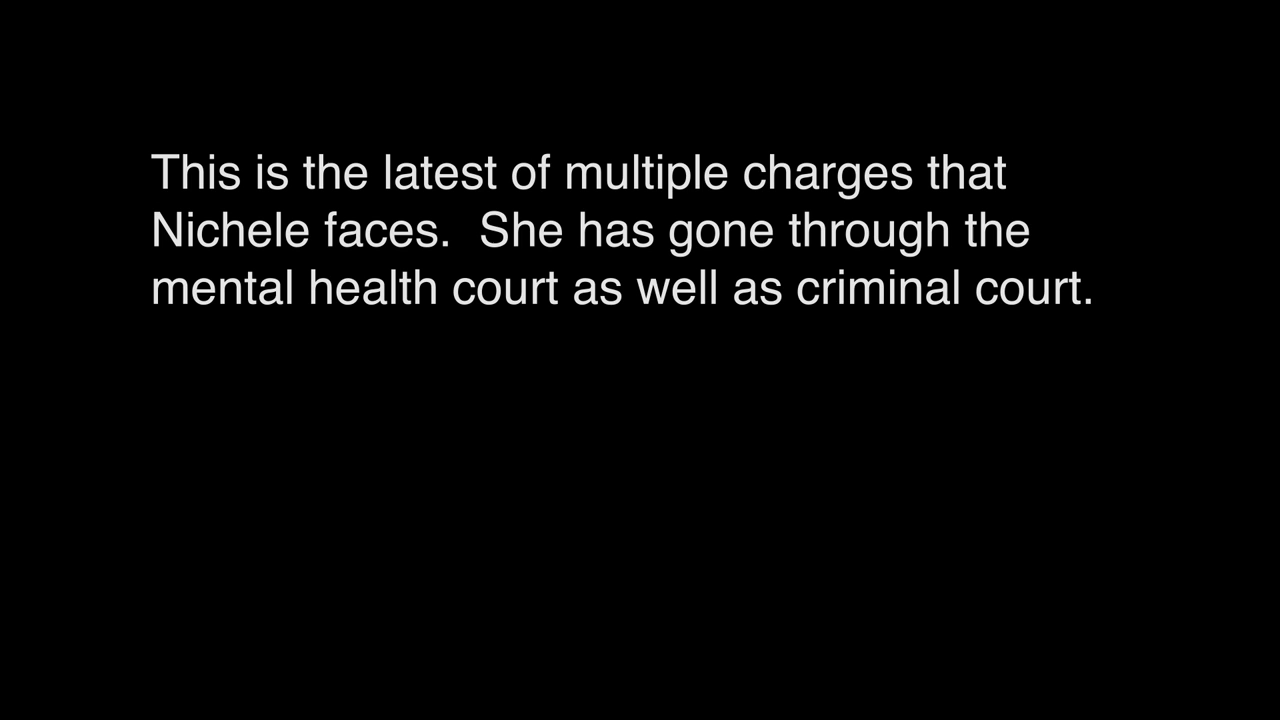 This is the latest of multiple charges that
Nichele faces.  She has gone through the
mental health court as well as criminal court.